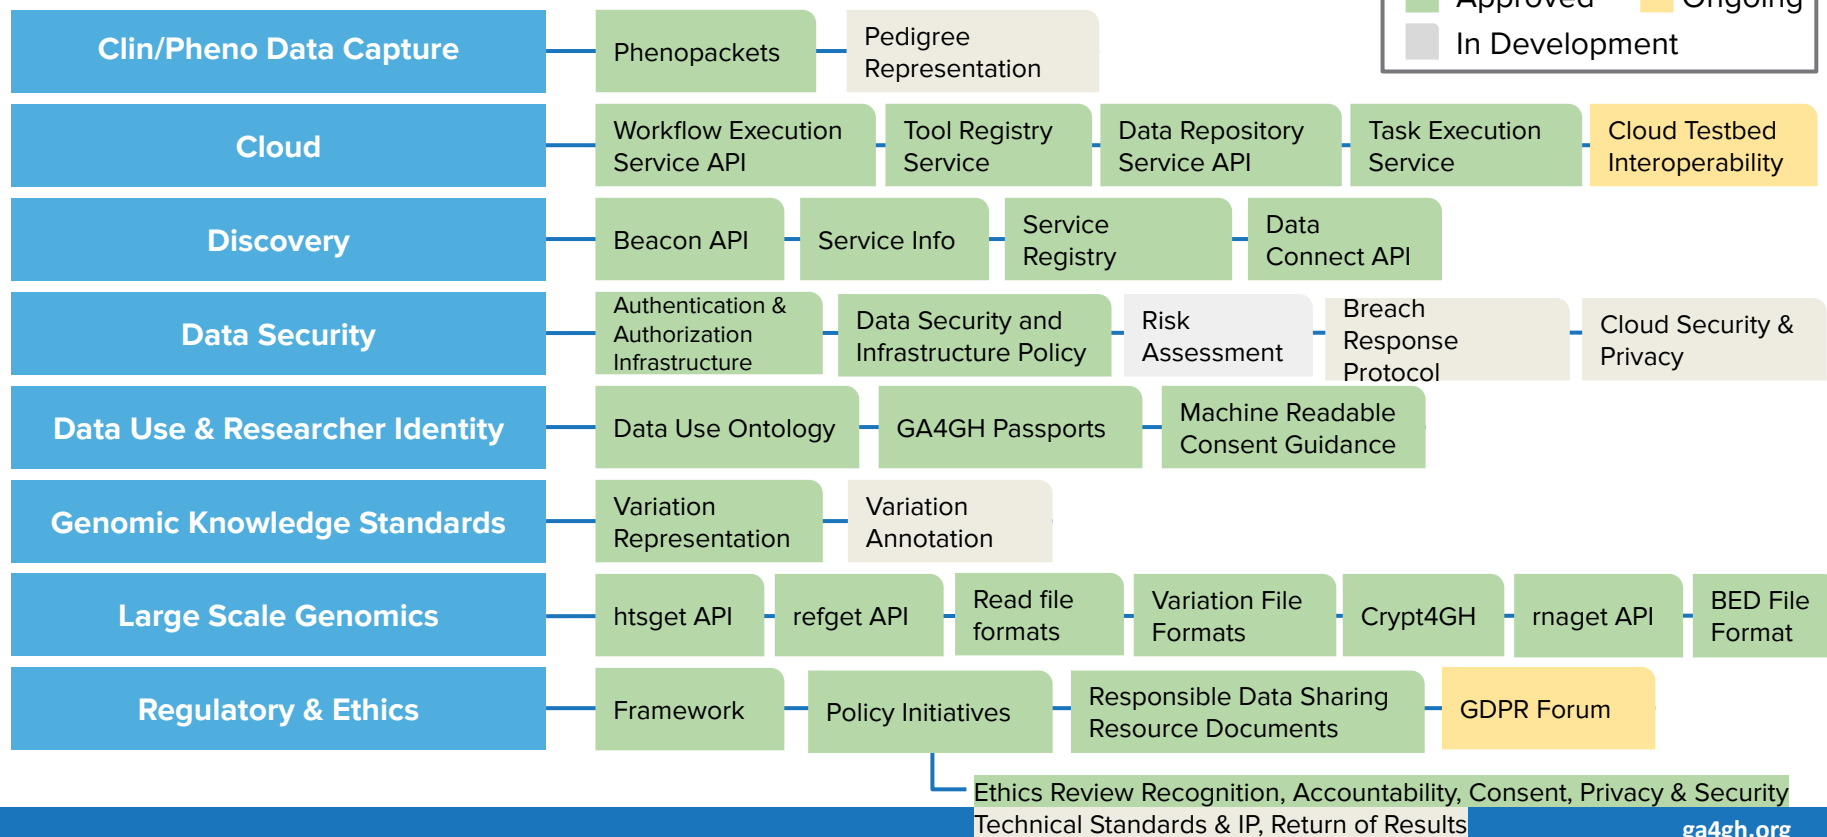 Approved Ongoing
In Development
Clin/Pheno Data Capture
Phenopackets
Pedigree
Representation
Cloud
Workflow Execution
Service API
Tool Registry
Service
Data Repository
Service API
Task Execution
Service
Cloud Testbed
Interoperability
Discovery
Beacon API
Service Info
Service
Registry
Data
Connect API
Data Security
Authentication &
Authorization
Infrastructure
Data Security and
Infrastructure Policy
Risk
Assessment
Breach
Response
Protocol
Cloud Security &
Privacy
Data Use & Researcher Identity
Data Use Ontology
GA4GH Passports
Machine Readable
Consent Guidance
Genomic Knowledge Standards
Variation
Representation
Variation
Annotation
Large Scale Genomics
htsget API
refget API
Read file
formats
Variation File
Formats
Crypt4GH
rnaget API
BED File
Format
Regulatory & Ethics
Framework
Policy Initiatives
Responsible Data Sharing
Resource Documents
GDPR Forum
Ethics Review Recognition, Accountability, Consent, Privacy & Security
Technical Standards & IP, Return of Results
ga4gh.org